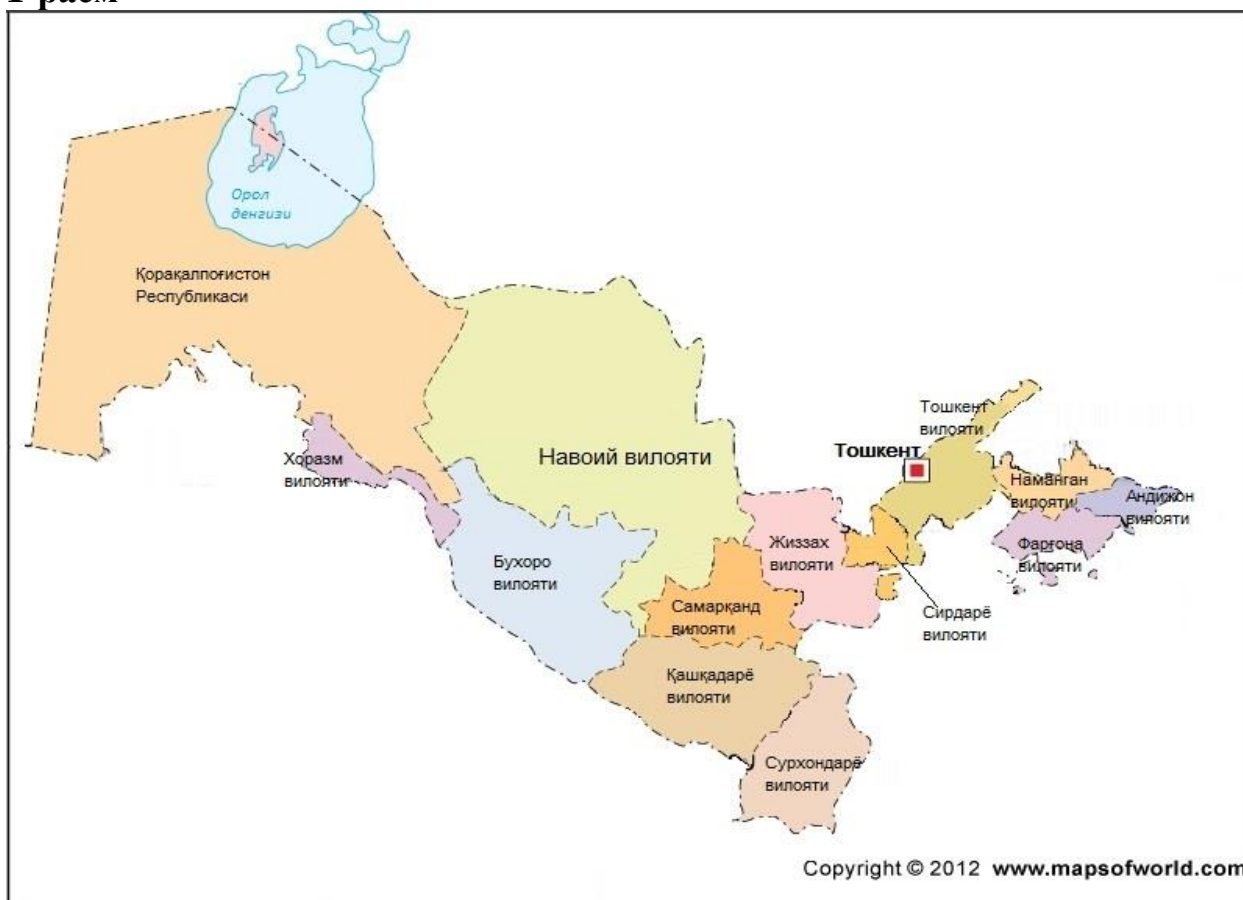 1-расм
Орол
денгизи
Қорақалпоғистон
Республикаси
Тошкент
вилояти
Тошкент
Хоразм
вилояти
Навоий вилояти
Наманган
вилояти
Андижон
вилояти
Фарғона
вилояти
Жиззах
вилояти
Бухоро
вилояти
Самарқанд
вилояти
Сирдарё
вилояти
Қашқадарё
вилояти
Сурхондарё
вилояти
Copyright © 2012 www.mapsofworld.com